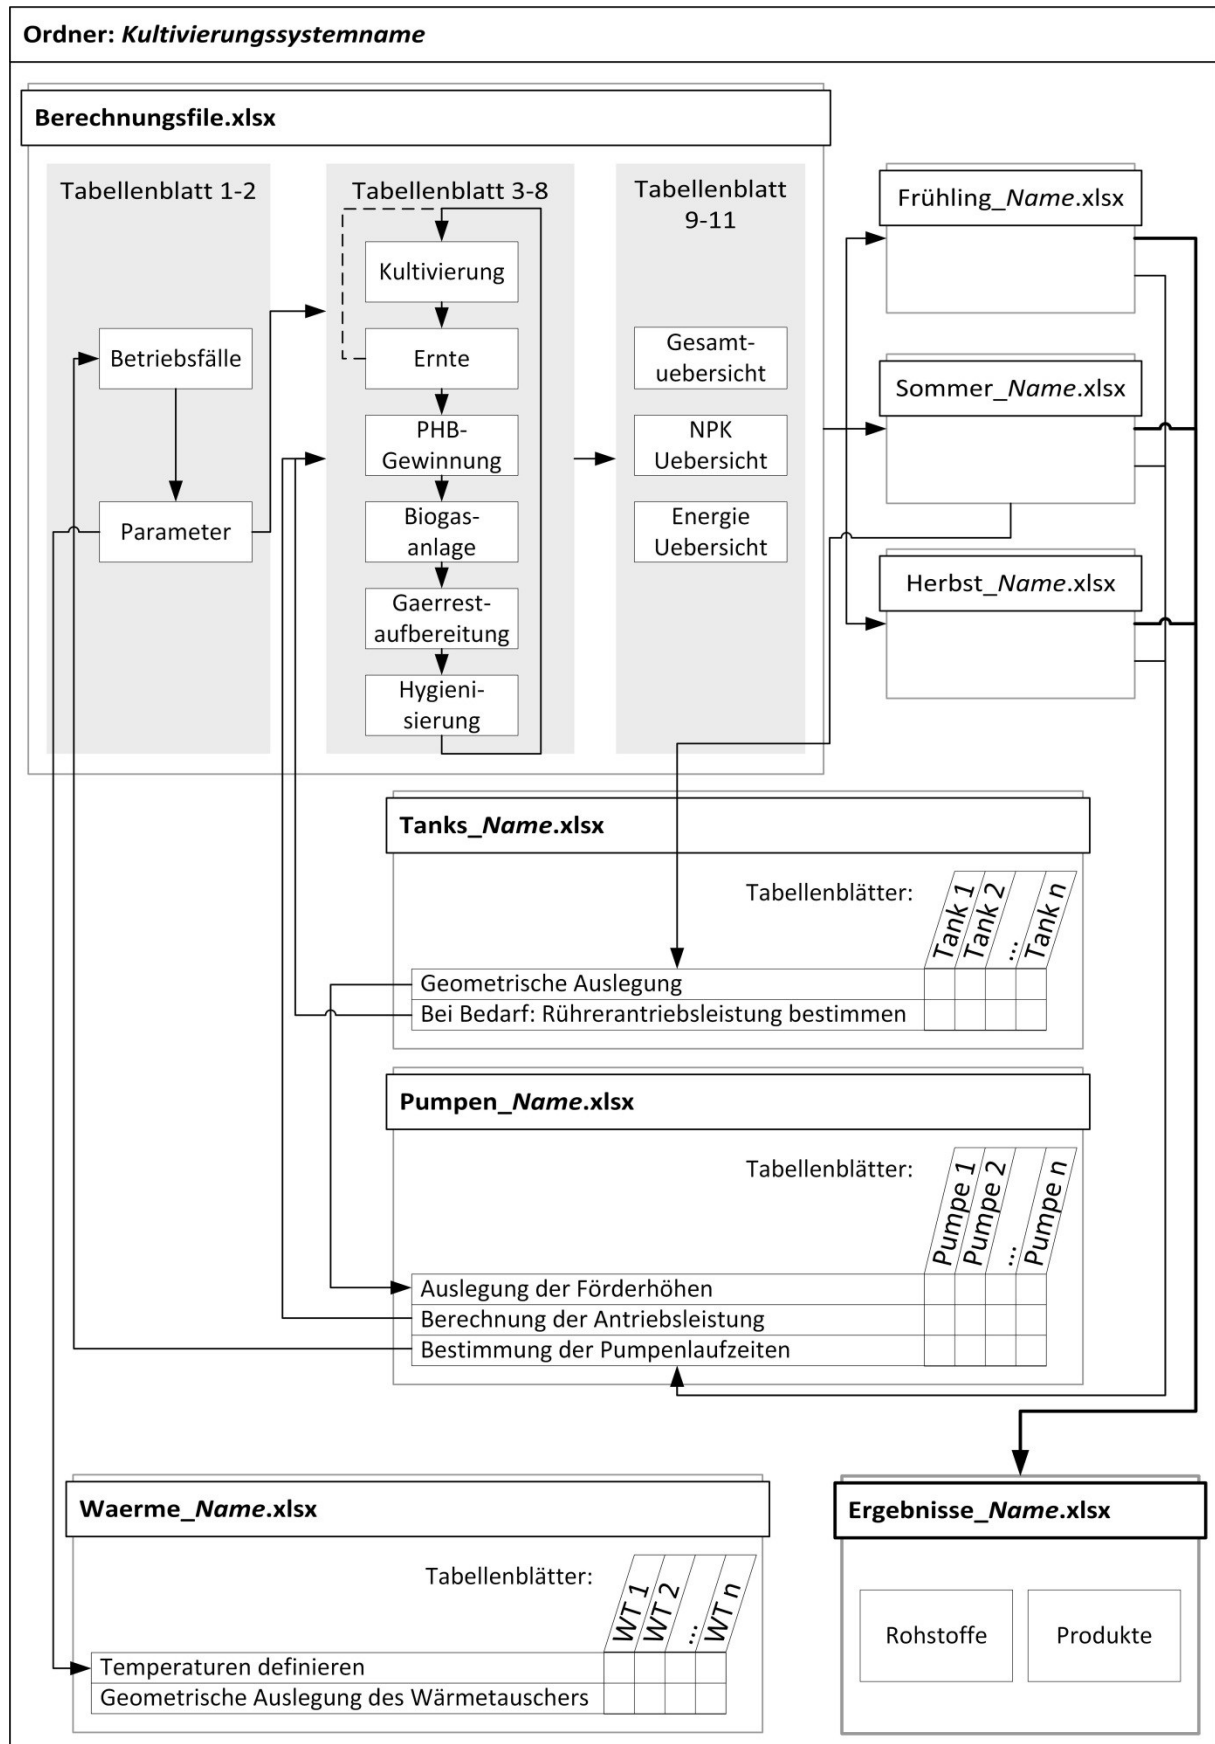 Ordner: Kultivierungssystemname
Berechnungsfile.xlsx
Tabellenblatt 1-2
Betriebsfälle
Parameter
Tabellenblatt 3-8
Kultivierung
Ernte
PHB-
Gewinnung
Biogas-
anlage
Gaerrest-
aufbereitung
Hygieni-
sierung
Tabellenblatt
9-11
Gesamt-
uebersicht
NPK
Uebersicht
Energie
Uebersicht
Frühling_Name.xlsx
Sommer_Name.xlsx
Herbst_Name.xlsx
Tanks_Name.xlsx
Tabellenblätter:
Tank 1
Tank 2
...
Tank n
Geometrische Auslegung
Bei Bedarf: Rührerantriebsleistung bestimmen
Pumpen_Name.xlsx
Tabellenblätter:
Pumpe 1
Pumpe 2
...
Pumpe n
Auslegung der Förderhöhen
Berechnung der Antriebsleistung
Bestimmung der Pumpenlaufzeiten
Waerme_Name.xlsx
Tabellenblätter:
WT 1
WT 2
...
WT n
Temperaturen definieren
Geometrische Auslegung des Wärmetauschers
Ergebnisse_Name.xlsx
Rohstoffe
Produkte